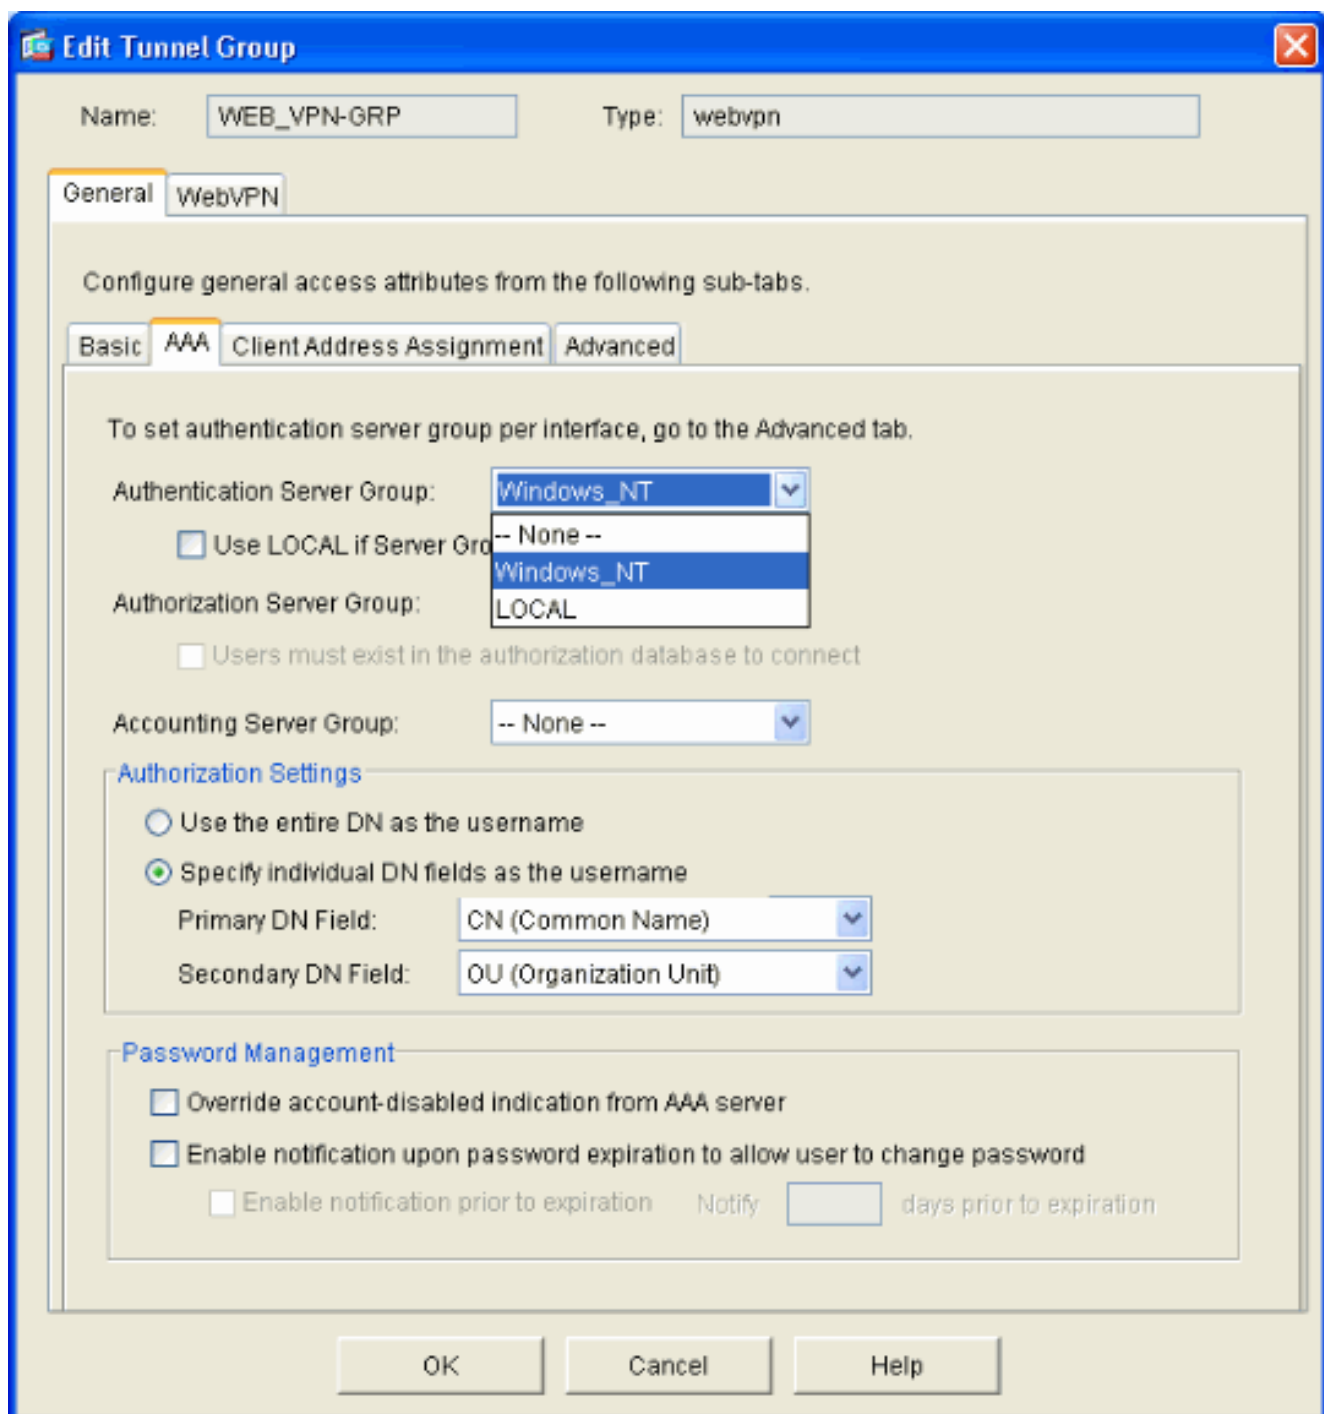 Edit Tunnel Group
Name: WEB_VPN-GRP Type: webvpn
General WebVPN
Configure general access attributes from the following sub-tabs.
Basic AAA Client Address Assignment Advanced
To set authentication server group per interface, go to the Advanced tab.
Authentication Server Group: Windows_NT
-- None --
Use LOCAL if Server Gro
Windows_NT
Authorization Server Group:
LOCAL
Users must exist in the authorization database to connect
Accounting Server Group: -- None --
Authorization Settings
Use the entire DN as the username
Specify individual DN fields as the username
Primary DN Field: CN (Common Name)
Secondary DN Field: OU (Organization Unit)
Password Management
Override account-disabled indication from AAA server
Enable notification upon password expiration to allow user to change password
Enable notification prior to expiration Notify days prior to expiration
OK Cancel Help